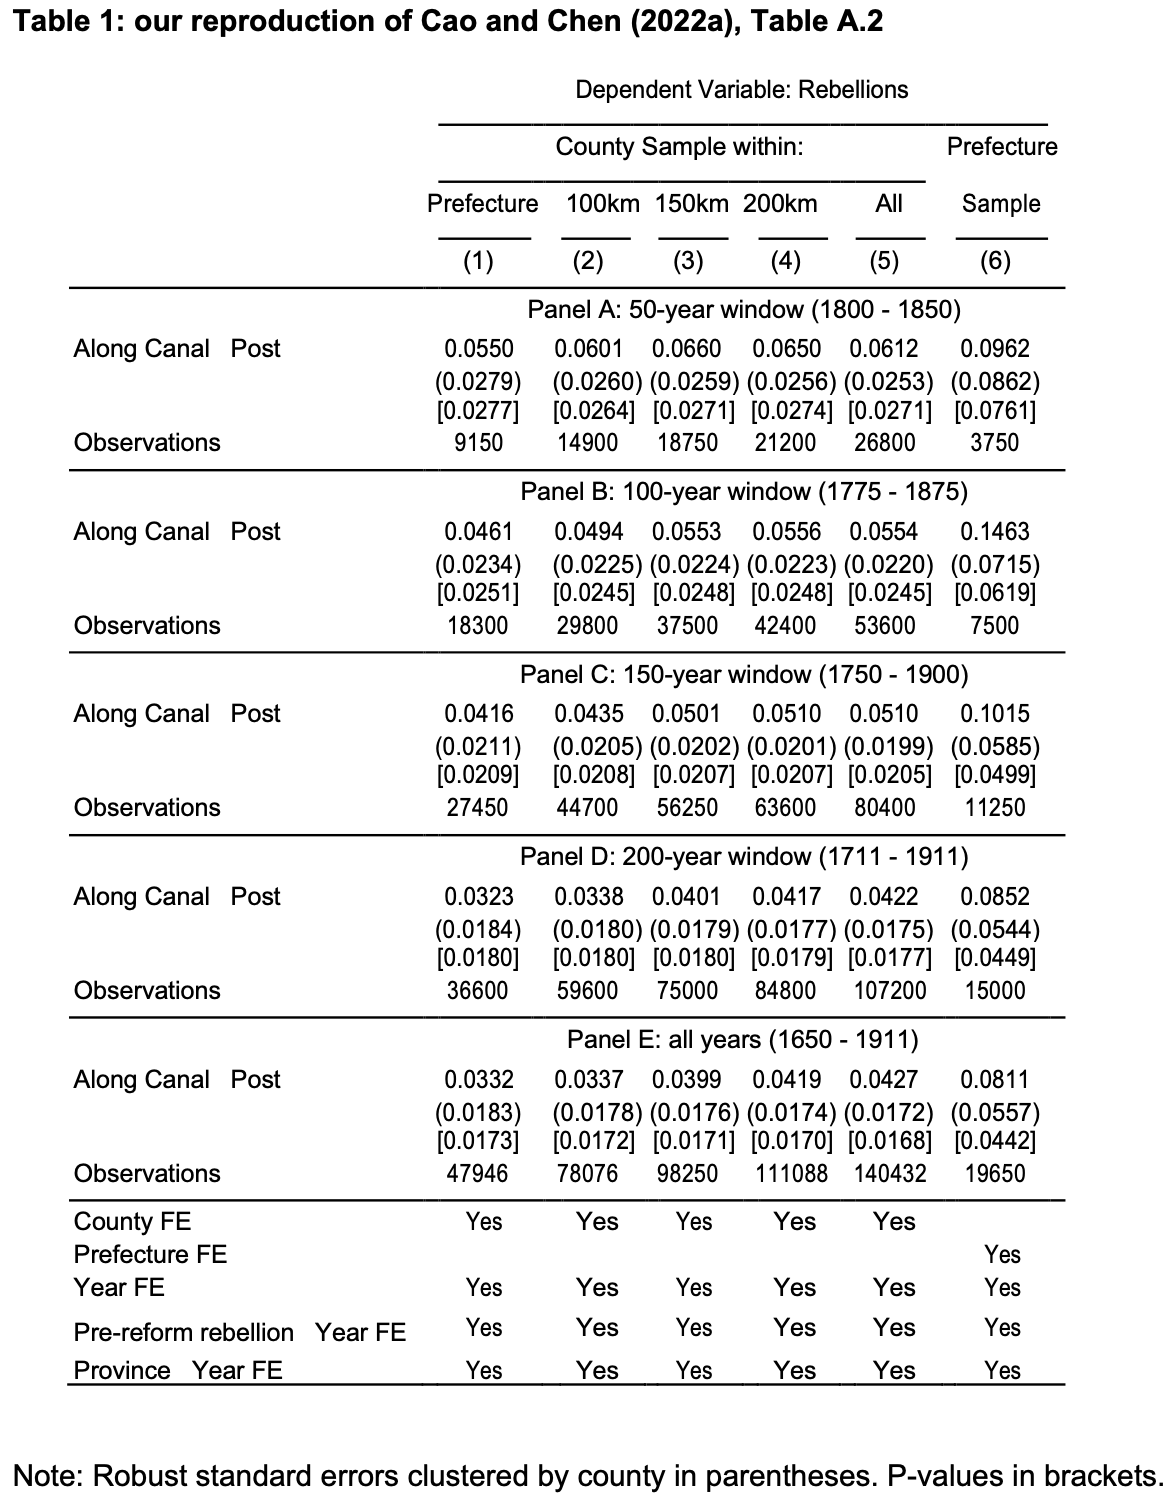 Table 1: our reproduction of Cao and Chen (2022a), Table A.2
Dependent Variable: Rebellions
County Sample within: Prefecture
Prefecture 100km 150km 200km All Sample
(1) (2) (3) (4) (5) (6)
Panel A: 50-year window (1800 - 1850)
Along Canal Post 0.0550 0.0601 0.0660 0.0650 0.0612 0.0962
(0.0279) (0.0260) (0.0259) (0.0256) (0.0253) (0.0862)
[0.0277] [0.0264] [0.0271] [0.0274] [0.0271] [0.0761]
Observations 9150 14900 18750 21200 26800 3750
Panel B: 100-year window (1775 - 1875)
Along Canal Post 0.0461 0.0494 0.0553 0.0556 0.0554 0.1463
(0.0234) (0.0225) (0.0224) (0.0223) (0.0220) (0.0715)
[0.0251] [0.0245] [0.0248] [0.0248] [0.0245] [0.0619]
Observations 18300 29800 37500 42400 53600 7500
Panel C: 150-year window (1750 - 1900)
Along Canal Post 0.0416 0.0435 0.0501 0.0510 0.0510 0.1015
(0.0211) (0.0205) (0.0202) (0.0201) (0.0199) (0.0585)
[0.0209] [0.0208] [0.0207] [0.0207] [0.0205] [0.0499]
Observations 27450 44700 56250 63600 80400 11250
Panel D: 200-year window (1711 - 1911)
Along Canal Post 0.0323 0.0338 0.0401 0.0417 0.0422 0.0852
(0.0184) (0.0180) (0.0179) (0.0177) (0.0175) (0.0544)
[0.0180] [0.0180] [0.0180] [0.0179] [0.0177] [0.0449]
Observations 36600 59600 75000 84800 107200 15000
Panel E: all years (1650 - 1911)
Along Canal Post 0.0332 0.0337 0.0399 0.0419 0.0427 0.0811
(0.0183) (0.0178) (0.0176) (0.0174) (0.0172) (0.0557)
[0.0173] [0.0172] [0.0171] [0.0170] [0.0168] [0.0442]
Observations 47946 78076 98250 111088 140432 19650
County FE Yes Yes Yes Yes Yes
Prefecture FE Yes
Year FE Yes Yes Yes Yes Yes Yes
Pre-reform rebellion Year FE Yes Yes Yes Yes Yes Yes
Province Year FE Yes Yes Yes Yes Yes Yes
Note: Robust standard errors clustered by county in parentheses. P-values in brackets.